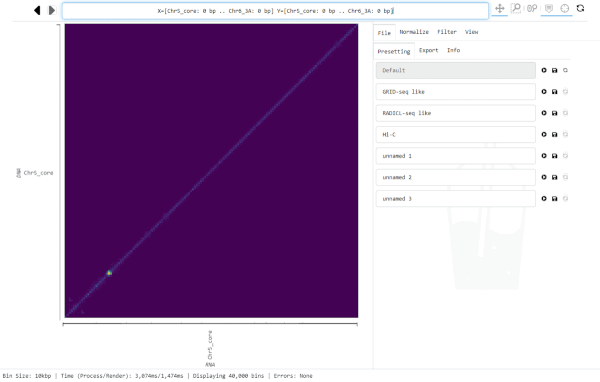 X=[Chr5_core: 0 bp .. Chr6_3A: 0 bp] Y=[Chr5_core: 0 bp .. Chr6_3A: 0 bp]
File Normalize Filter View
Presetting Export Info
Default
GRID-seq like
RADICL-seq like
Hi-C
unnamed 1
unnamed 2
unnamed 3
DNA
Chr5_core
Chr5_core
RNA
Bin Size: 10kbp | Time (Process/Render): 3,074ms/1,474ms | Displaying 40,000 bins | Errors: None